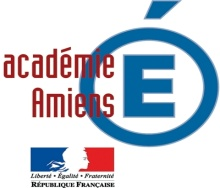 académie
Amiens
É
Liberté • Égalité • Fraternité
RÉPUBLIQUE FRANÇAISE